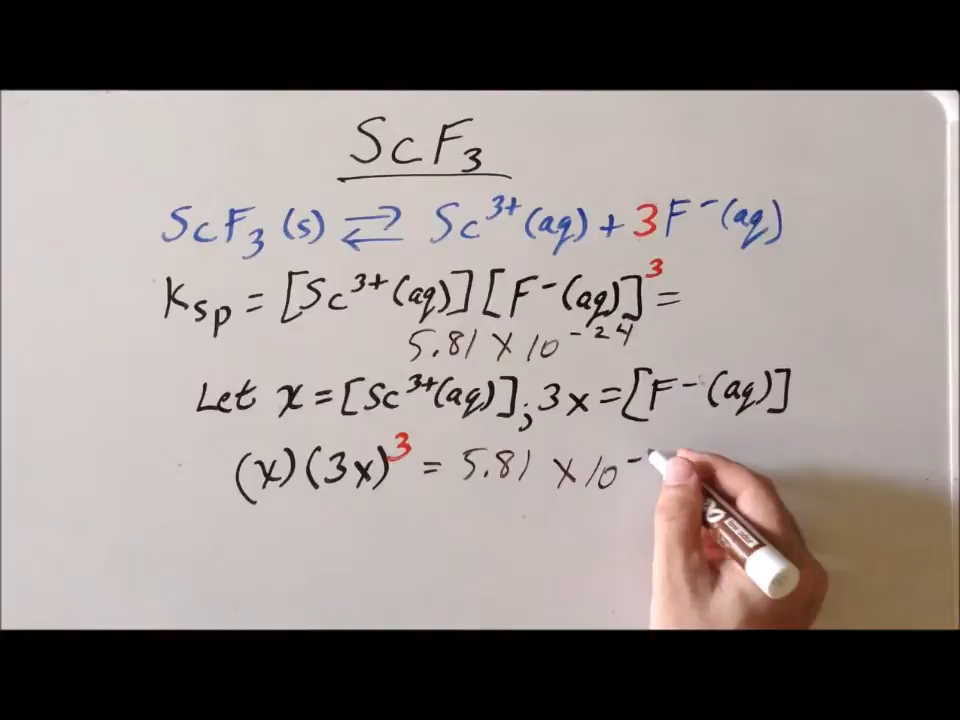 ScF₃
ScF₃(s) ⇌ Sc³⁺(aq) + 3F⁻(aq)
Ksp = [Sc³⁺(aq)][F⁻(aq)]³ =
5.81 X 10⁻²⁴
Let x = [Sc³⁺(aq)]; 3x = [F⁻(aq)]
(x)(3x)³ = 5.81 X 10⁻